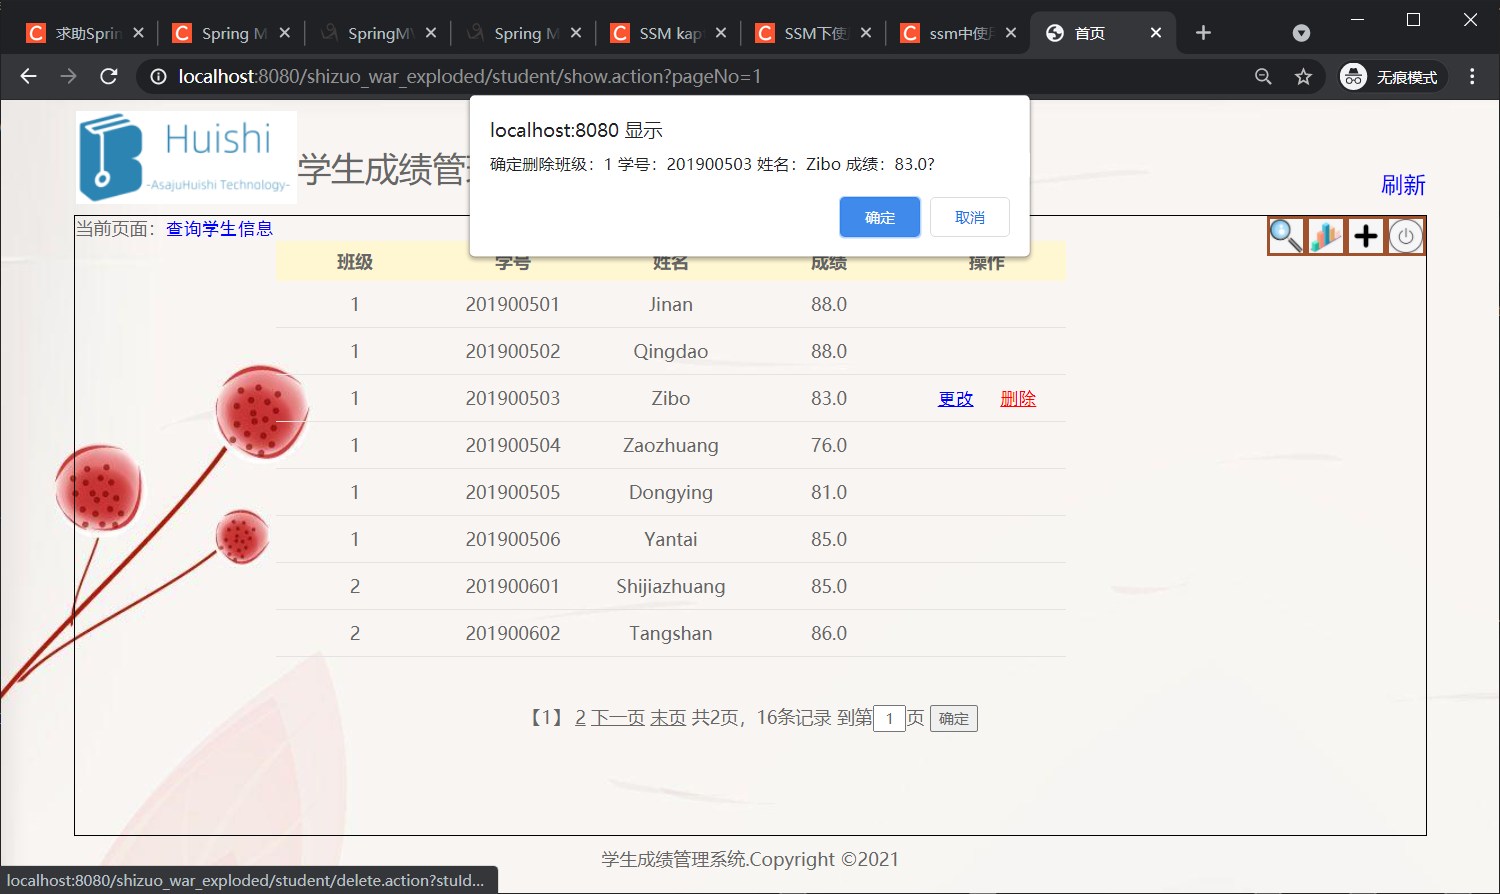 求助Sprin
Spring M
SpringM
Spring M
SSM kap
SSM下使
ssm中使用
首页
localhost:8080/shizuo_war_exploded/student/show.action?pageNo=1
无痕模式
localhost:8080 显示
确定删除班级：1 学号：201900503 姓名：Zibo 成绩：83.0?
确定 取消
Huishi
-AsajuHuishi Technology-
学生成绩管
刷新
当前页面：查询学生信息
班级 学号 姓名 成绩 操作
1 201900501 Jinan 88.0
1 201900502 Qingdao 88.0
1 201900503 Zibo 83.0 更改 删除
1 201900504 Zaozhuang 76.0
1 201900505 Dongying 81.0
1 201900506 Yantai 85.0
2 201900601 Shijiazhuang 85.0
2 201900602 Tangshan 86.0
【1】 2 下一页 末页 共2页，16条记录 到第1页 确定
学生成绩管理系统.Copyright ©2021
localhost:8080/shizuo_war_exploded/student/delete.action?stuId...